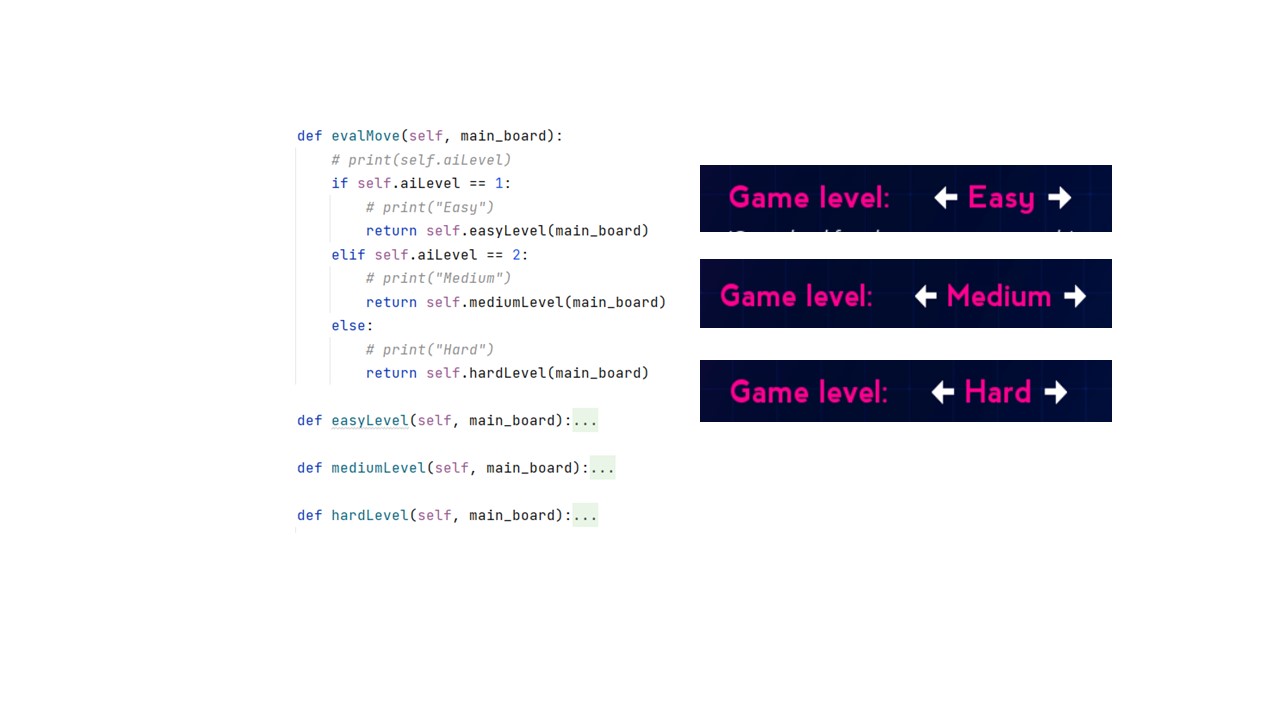 def evalMove(self, main_board):
    # print(self.aiLevel)
    if self.aiLevel == 1:
        # print("Easy")
        return self.easyLevel(main_board)
    elif self.aiLevel == 2:
        # print("Medium")
        return self.mediumLevel(main_board)
    else:
        # print("Hard")
        return self.hardLevel(main_board)
def easyLevel(self, main_board):...
def mediumLevel(self, main_board):...
def hardLevel(self, main_board):...
Game level: 🡸 Easy 🡺
Game level: 🡸 Medium 🡺
Game level: 🡸 Hard 🡺